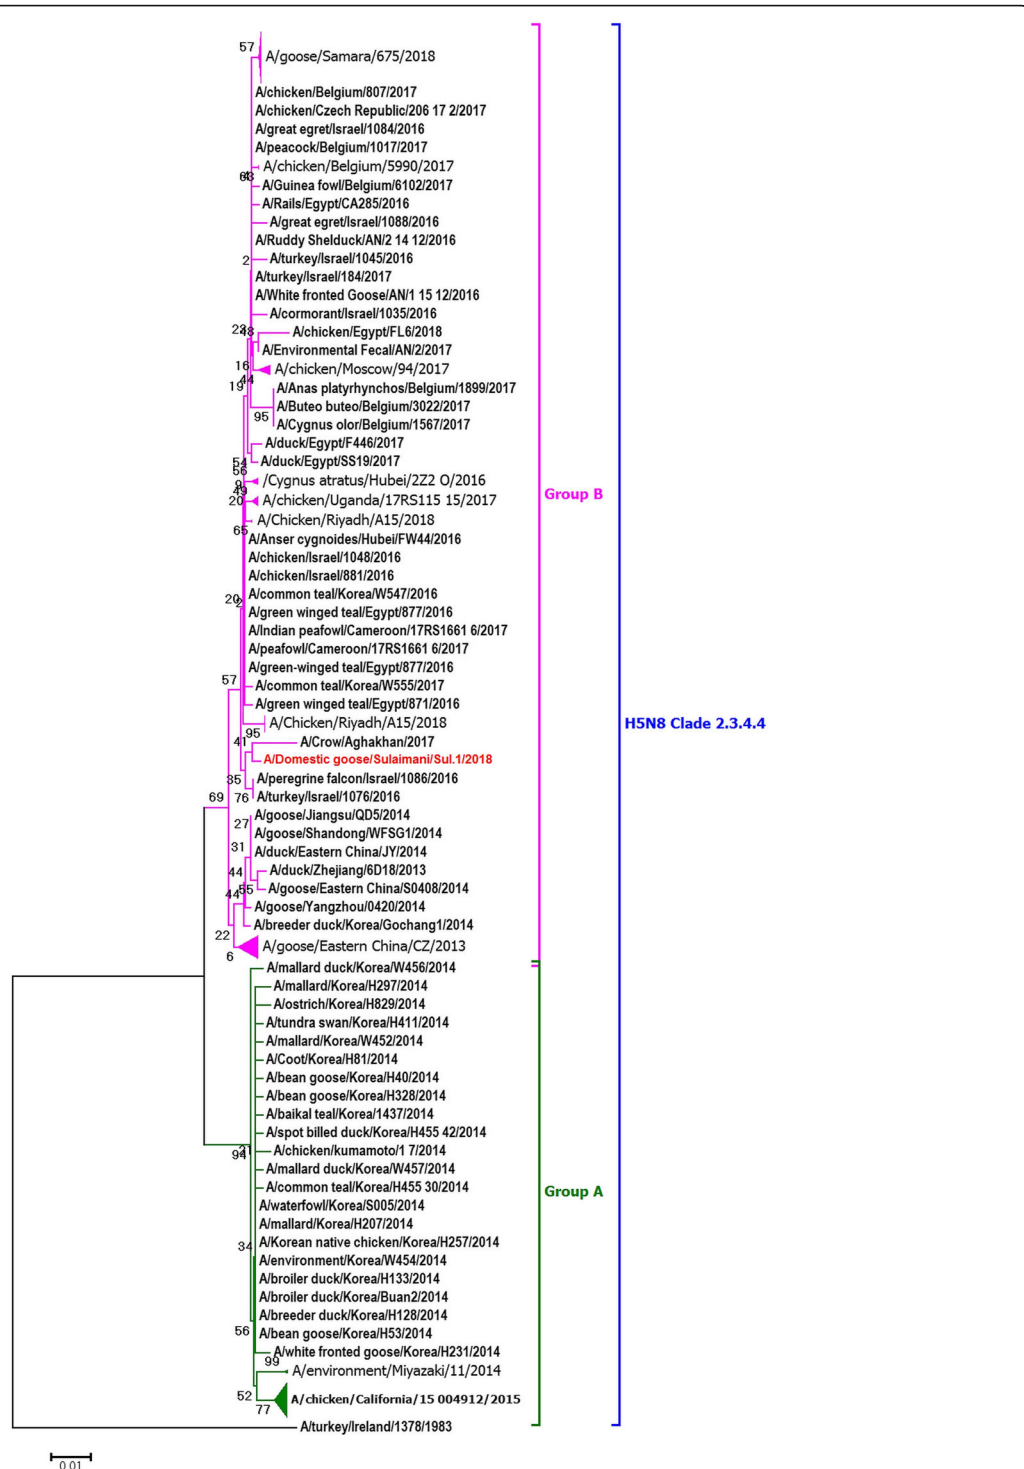 57
A/goose/Samara/675/2018
A/chicken/Belgium/807/2017
A/chicken/Czech Republic/206 17 2/2017
A/great egret/Israel/1084/2016
A/peacock/Belgium/1017/2017
A/chicken/Belgium/5990/2017
A/Guinea fowl/Belgium/6102/2017
A/Rails/Egypt/CA285/2016
A/great egret/Israel/1088/2016
A/Ruddy Shelduck/AN/2 14 12/2016
2
A/turkey/Israel/1045/2016
A/turkey/Israel/184/2017
A/White fronted Goose/AN/1 15 12/2016
A/cormorant/Israel/1035/2016
A/chicken/Egypt/FL6/2018
A/Environmental Fecal/AN/2/2017
16
A/chicken/Moscow/94/2017
19
44
A/Anas platyrhynchos/Belgium/1899/2017
A/Buteo buteo/Belgium/3022/2017
95
A/Cygnus olor/Belgium/1567/2017
A/duck/Egypt/F446/2017
54
A/duck/Egypt/SS19/2017
56
/Cygnus atratus/Hubei/2Z2 O/2016
9
49
20
A/chicken/Uganda/17RS115 15/2017
Group B
A/Chicken/Riyadh/A15/2018
65
A/Anser cygnoides/Hubei/FW44/2016
A/chicken/Israel/1048/2016
A/chicken/Israel/881/2016
A/common teal/Korea/W547/2016
20
2
A/green winged teal/Egypt/877/2016
A/Indian peafowl/Cameroon/17RS1661 6/2017
A/peafowl/Cameroon/17RS1661 6/2017
A/green-winged teal/Egypt/877/2016
57
A/common teal/Korea/W555/2017
A/green winged teal/Egypt/871/2016
A/Chicken/Riyadh/A15/2018
H5N8 Clade 2.3.4.4
95
41
A/Crow/Aghakhan/2017
A/Domestic goose/Sulaimani/Sul.1/2018
35
A/peregrine falcon/Israel/1086/2016
69
76
A/turkey/Israel/1076/2016
A/goose/Jiangsu/QD5/2014
27
A/goose/Shandong/WFSG1/2014
31
A/duck/Eastern China/JY/2014
44
A/duck/Zhejiang/6D18/2013
44
55
A/goose/Eastern China/S0408/2014
A/goose/Yangzhou/0420/2014
A/breeder duck/Korea/Gochang1/2014
22
A/goose/Eastern China/CZ/2013
6
A/mallard duck/Korea/W456/2014
A/mallard/Korea/H297/2014
A/ostrich/Korea/H829/2014
A/tundra swan/Korea/H411/2014
A/mallard/Korea/W452/2014
A/Coot/Korea/H81/2014
A/bean goose/Korea/H40/2014
A/bean goose/Korea/H328/2014
A/baikal teal/Korea/1437/2014
A/spot billed duck/Korea/H455 42/2014
94
A/chicken/kumamoto/1 7/2014
A/mallard duck/Korea/W457/2014
A/common teal/Korea/H455 30/2014
Group A
A/waterfowl/Korea/S005/2014
A/mallard/Korea/H207/2014
34
A/Korean native chicken/Korea/H257/2014
A/environment/Korea/W454/2014
A/broiler duck/Korea/H133/2014
A/broiler duck/Korea/Buan2/2014
A/breeder duck/Korea/H128/2014
56
A/bean goose/Korea/H53/2014
A/white fronted goose/Korea/H231/2014
99
A/environment/Miyazaki/11/2014
52
77
A/chicken/California/15 004912/2015
A/turkey/Ireland/1378/1983
0.01